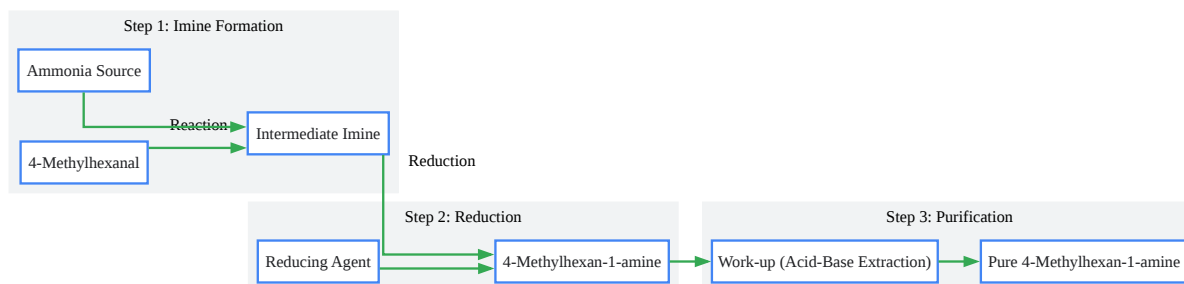 Step 1: Imine Formation
Ammonia Source
Reaction
Intermediate Imine
4-Methylhexanal
Reduction
Step 2: Reduction
Reducing Agent
4-Methylhexan-1-amine
Step 3: Purification
Work-up (Acid-Base Extraction)
Pure 4-Methylhexan-1-amine